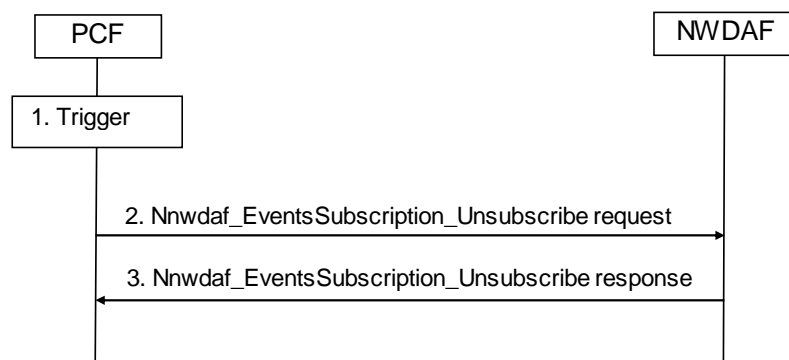 PCF
NWDAF
1. Trigger
2. Nnwdaf_EventsSubscription_Unsubscribe request
3. Nnwdaf_EventsSubscription_Unsubscribe response